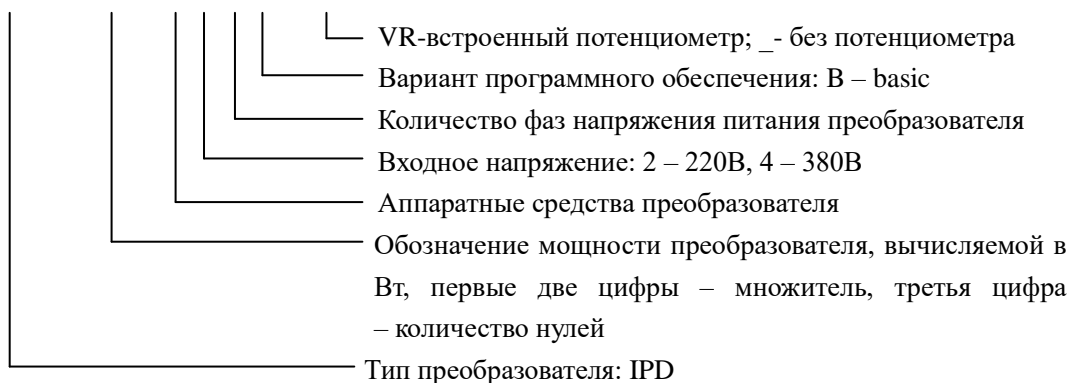 VR-встроенный потенциометр; _- без потенциометра
Вариант программного обеспечения: B – basic
Количество фаз напряжения питания преобразователя
Входное напряжение: 2 – 220В, 4 – 380В
Аппаратные средства преобразователя
Обозначение мощности преобразователя, вычисляемой в
Вт, первые две цифры – множитель, третья цифра
– количество нулей
Тип преобразователя: IPD